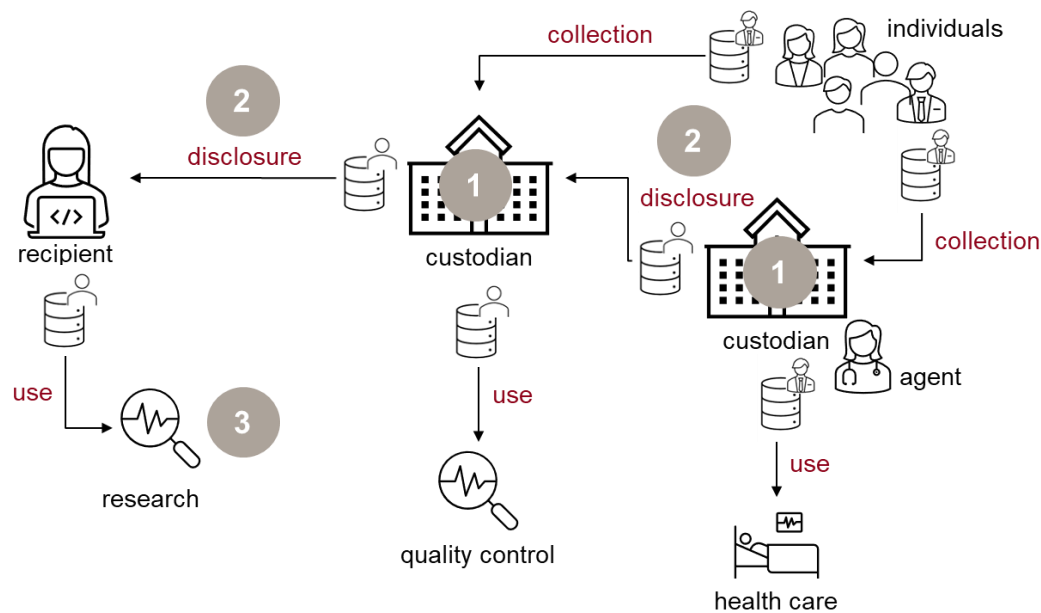 individuals
collection
2
2
disclosure
1
disclosure
</>
recipient
custodian
collection
1
custodian
agent
use
3
use
use
research
quality control
health care